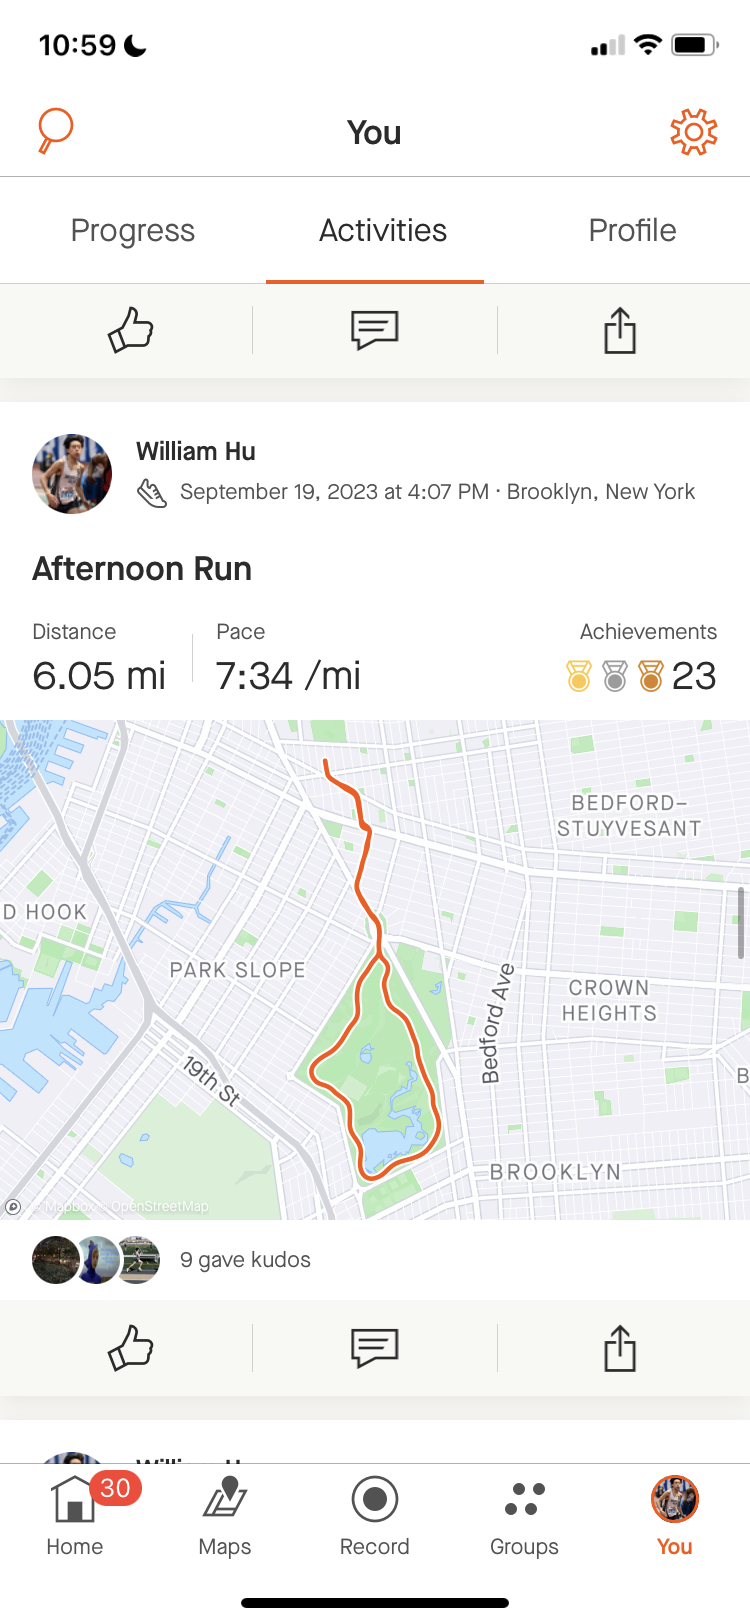 10:59
You
Progress Activities Profile
William Hu
September 19, 2023 at 4:07 PM · Brooklyn, New York
Afternoon Run
Distance Pace Achievements
6.05 mi 7:34 /mi 23
BEDFORD-
STUYVESANT
D HOOK
PARK SLOPE
CROWN
HEIGHTS
Bedford Ave
19th St
B
BROOKLYN
© Mapbox © OpenStreetMap
9 gave kudos
William Hu
30
Home Maps Record Groups You